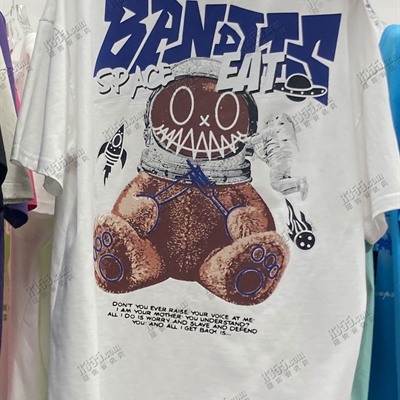 BANDITS
SPACE EAT
DON'T YOU EVER RAISE YOUR VOICE AT ME
I AM YOUR MOTHER! YOU UNDERSTAND?
ALL I DO IS WORRY AND SLAVE AND DEFEND
YOU! AND ALL I GET BACK IS...